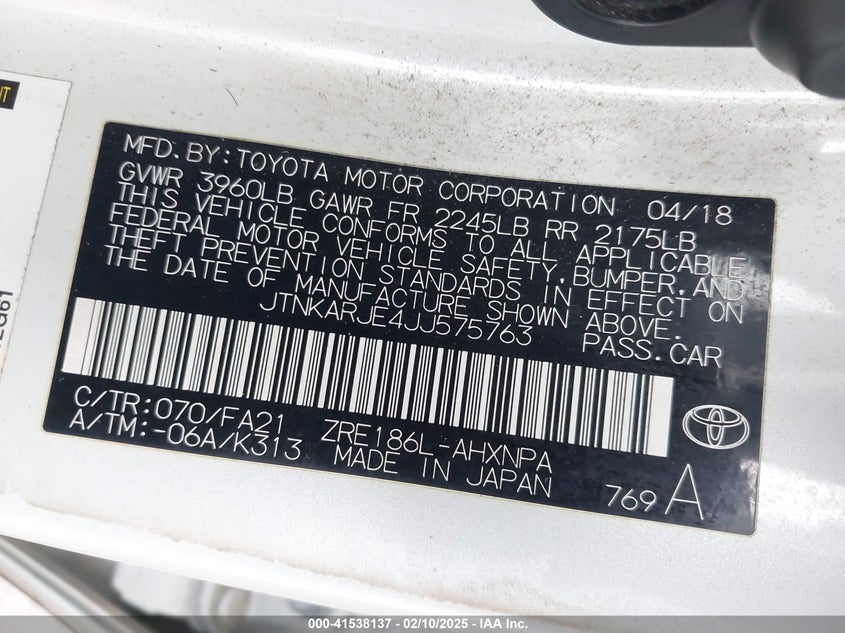 MFD. BY: TOYOTA MOTOR CORPORATION 04/18
GVWR 3960LB GAWR FR 2245LB RR 2175LB
THIS VEHICLE CONFORMS TO ALL APPLICABLE
FEDERAL MOTOR VEHICLE SAFETY, BUMPER, AND
THEFT PREVENTION STANDARDS IN EFFECT ON
THE DATE OF MANUFACTURE SHOWN ABOVE.
JTNKARJE4JJ575763 PASS. CAR
C/TR: 070/FA21 ZRE186L-AHXNPA
A/TM: -06A/K313 MADE IN JAPAN
769 A
000-41538137 - 02/10/2025 - IAA Inc.